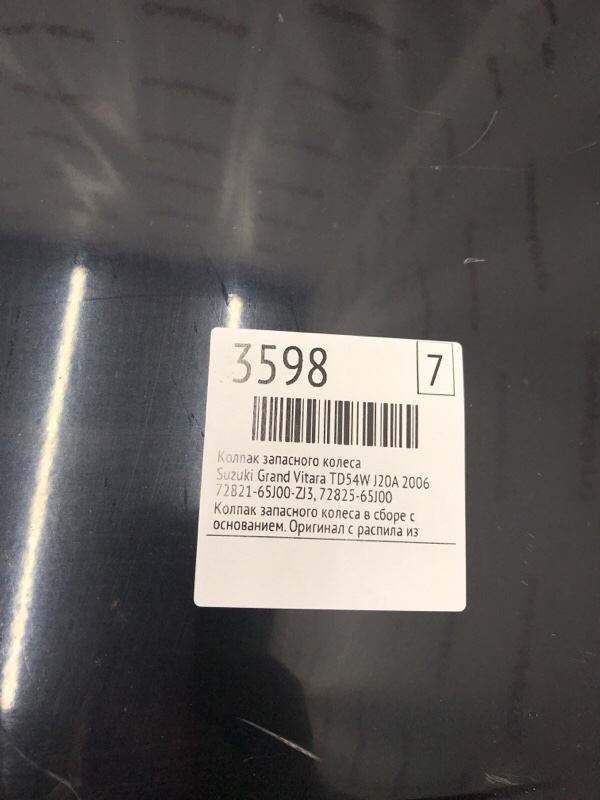 3598
7
Колпак запасного колеса
Suzuki Grand Vitara TD54W J20A 2006
72821-65J00-ZJ3, 72825-65J00
Колпак запасного колеса в сборе с
основанием. Оригинал с распила из